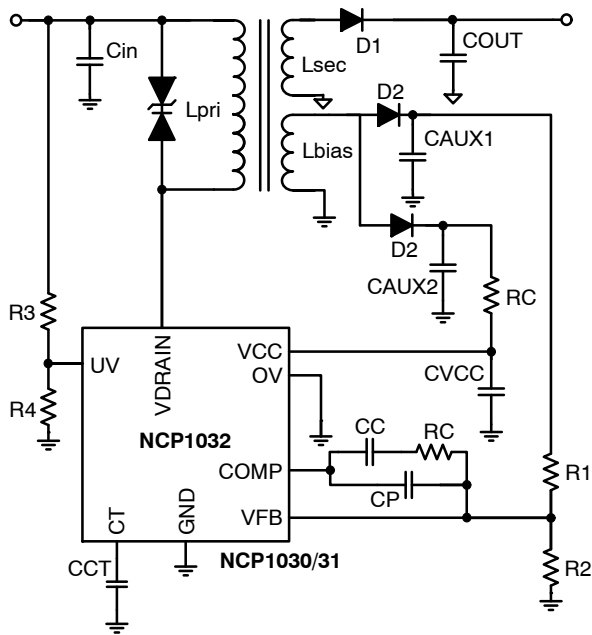 D1
Cin
COUT
Lsec
Lpri
D2
CAUX1
Lbias
D2
CAUX2
RC
R3
UV
VDRAIN
VCC
OV
CVCC
R4
NCP1032
CC
RC
COMP
CP
R1
VFB
CT
GND
NCP1030/31
CCT
R2